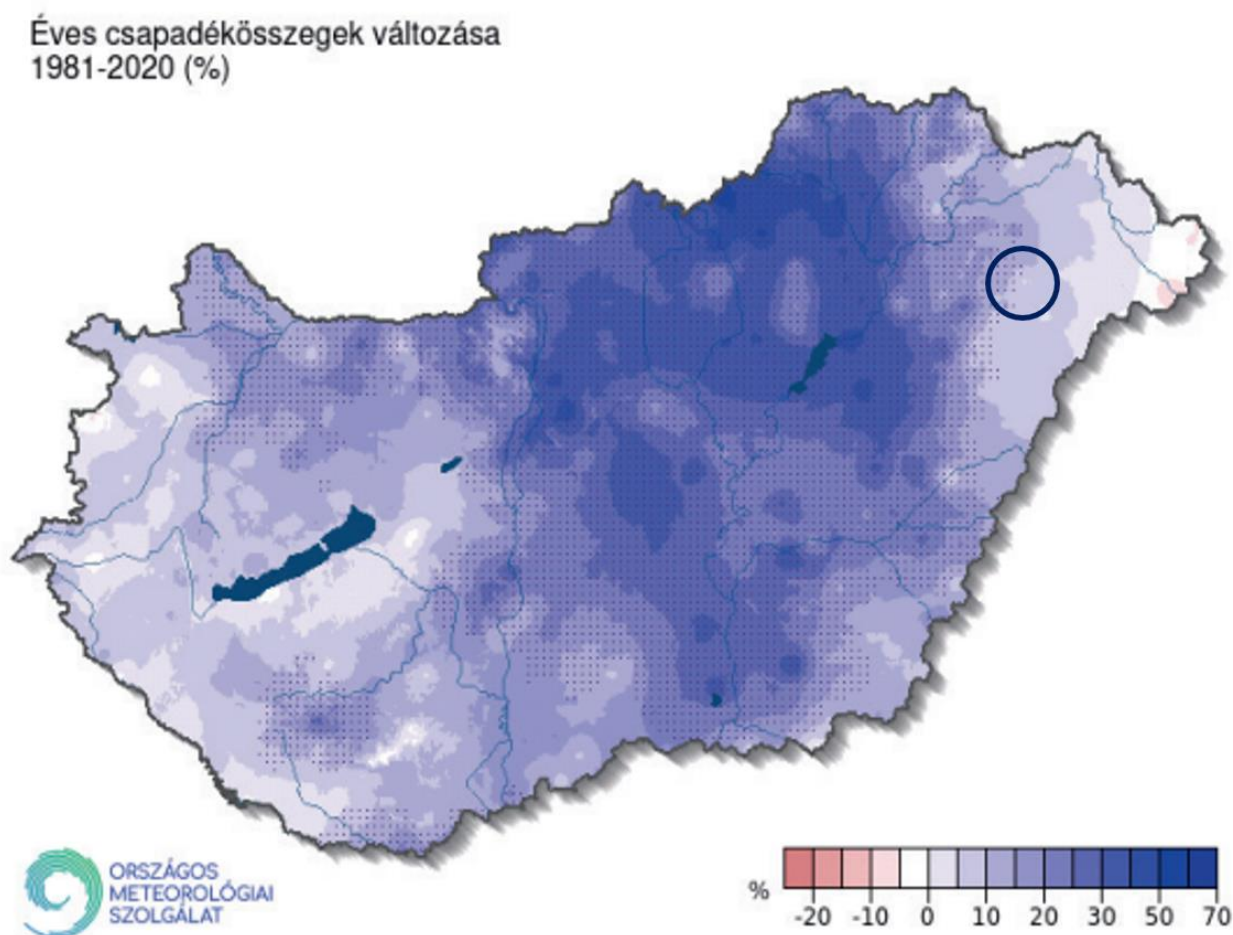 Éves csapadékösszegek változása
1981-2020 (%)
ORSZÁGOS
METEOROLÓGIAI
SZOLGÁLAT
%
-20 -10 0 10 20 30 50 70